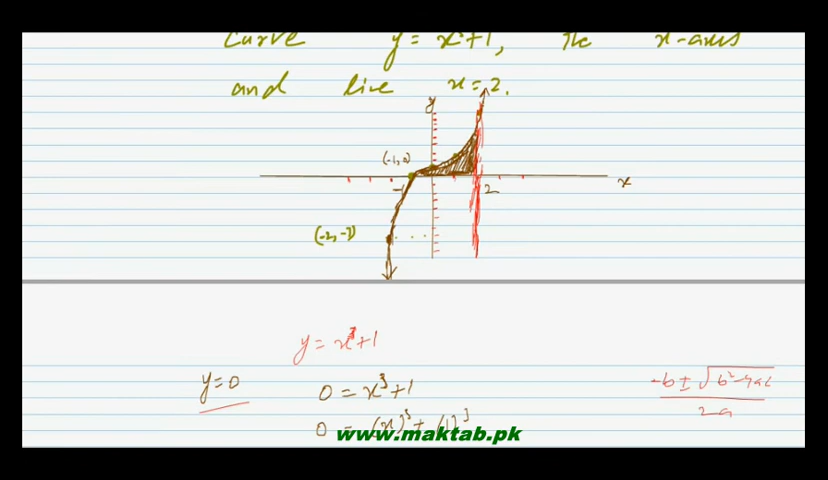 Curve y = x³+1, the x-axis
and line x = 2.
y
(-1, 0)
-1 2 x
(-2, -7)
y = x³+1
y=0 0 = x³+1
-b ± √b²-4ac
2a
0 = (x)³ + (1)³
www.maktab.pk